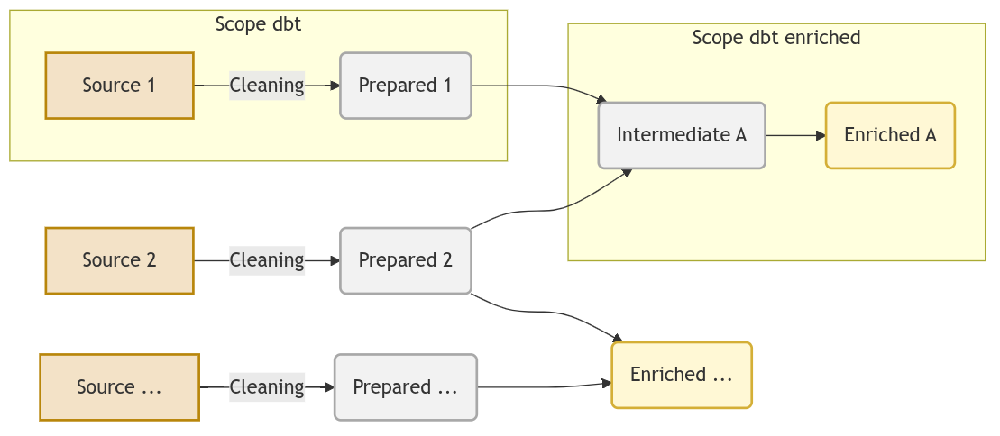 Scope dbt
Source 1
Cleaning
Prepared 1
Scope dbt enriched
Intermediate A
Enriched A
Source 2
Cleaning
Prepared 2
Source ...
Cleaning
Prepared ...
Enriched ...